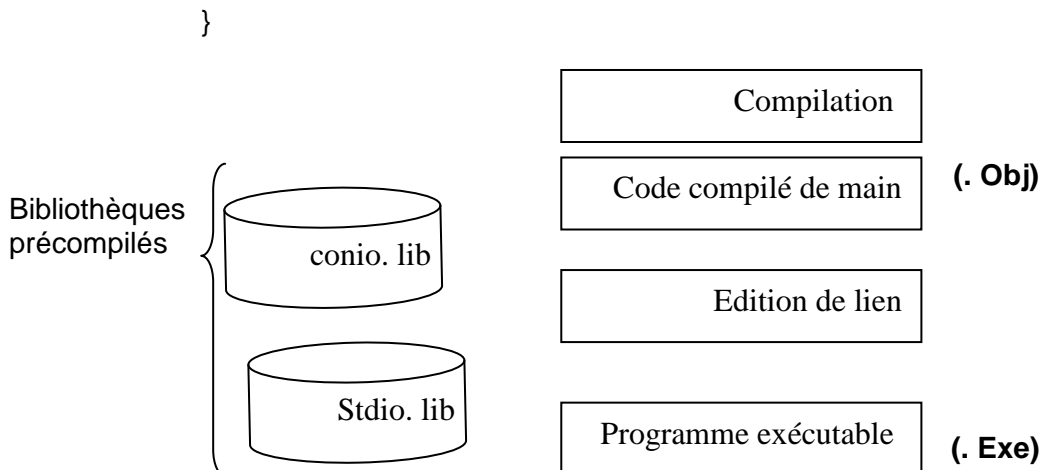 }
Compilation
Code compilé de main
(. Obj)
Bibliothèques
précompilés
conio. lib
Edition de lien
Stdio. lib
Programme exécutable
(. Exe)